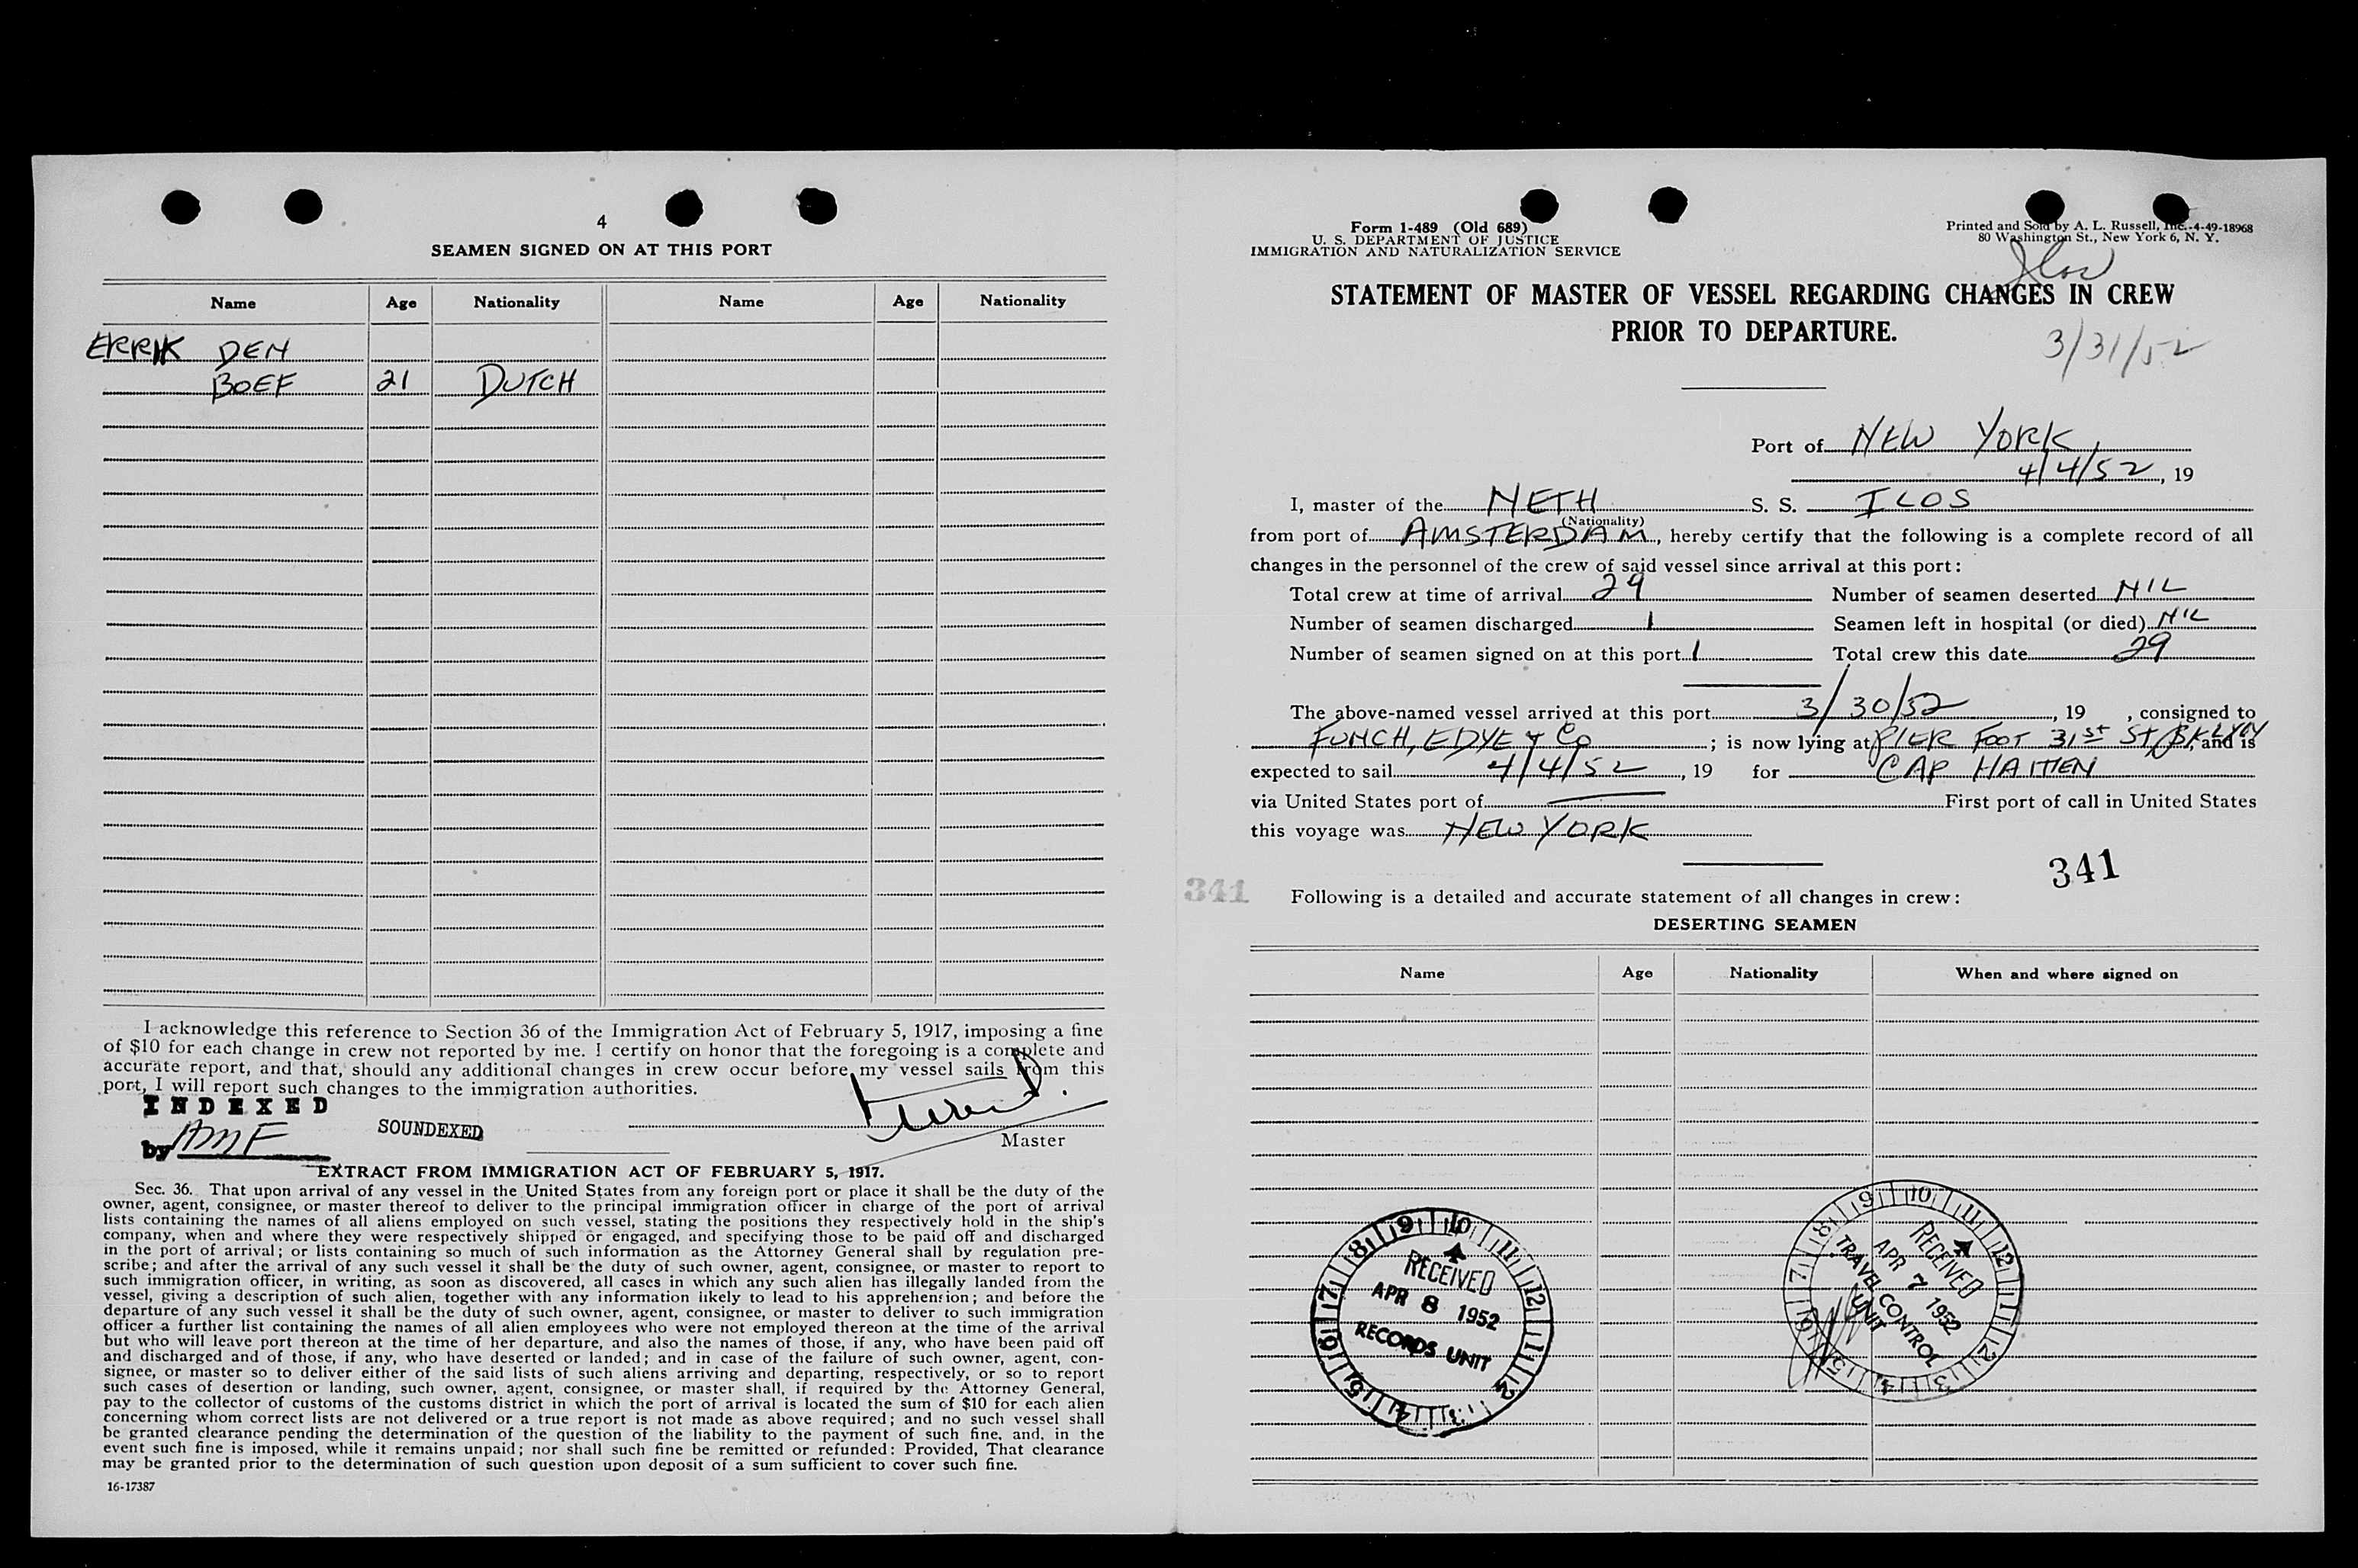 4
SEAMEN SIGNED ON AT THIS PORT
Name Age Nationality Name Age Nationality
ERRIK DEN
BOEF 21 DUTCH
I acknowledge this reference to Section 36 of the Immigration Act of February 5, 1917, imposing a fine
of $10 for each change in crew not reported by me. I certify on honor that the foregoing is a complete and
accurate report, and that, should any additional changes in crew occur before my vessel sails from this
port, I will report such changes to the immigration authorities.
INDEXED
by AMF
SOUNDEXED
Master
EXTRACT FROM IMMIGRATION ACT OF FEBRUARY 5, 1917.
Sec. 36. That upon arrival of any vessel in the United States from any foreign port or place it shall be the duty of the
owner, agent, consignee, or master thereof to deliver to the principal immigration officer in charge of the port of arrival
lists containing the names of all aliens employed on such vessel, stating the positions they respectively hold in the ship's
company, when and where they were respectively shipped or engaged, and specifying those to be paid off and discharged
in the port of arrival; or lists containing so much of such information as the Attorney General shall by regulation pre-
scribe; and after the arrival of any such vessel it shall be the duty of such owner, agent, consignee, or master to report to
such immigration officer, in writing, as soon as discovered, all cases in which any such alien has illegally landed from the
vessel, giving a description of such alien, together with any information likely to lead to his apprehension; and before the
departure of any such vessel it shall be the duty of such owner, agent, consignee, or master to deliver to such immigration
officer a further list containing the names of all alien employees who were not employed thereon at the time of the arrival
but who will leave port thereon at the time of her departure, and also the names of those, if any, who have been paid off
and discharged and of those, if any, who have deserted or landed; and in case of the failure of such owner, agent, con-
signee, or master so to deliver either of the said lists of such aliens arriving and departing, respectively, or so to report
such cases of desertion or landing, such owner, agent, consignee, or master shall, if required by the Attorney General,
pay to the collector of customs of the customs district in which the port of arrival is located the sum of $10 for each alien
concerning whom correct lists are not delivered or a true report is not made as above required; and no such vessel shall
be granted clearance pending the determination of the question of the liability to the payment of such fine, and, in the
event such fine is imposed, while it remains unpaid; nor shall such fine be remitted or refunded: Provided, That clearance
may be granted prior to the determination of such question upon deposit of a sum sufficient to cover such fine.
16-17387
Form 1-489 (Old 689)
U. S. DEPARTMENT OF JUSTICE
IMMIGRATION AND NATURALIZATION SERVICE
Printed and Sold by A. L. Russell, Inc.-4-49-18968
80 Washington St., New York 6, N. Y.
Ilos
STATEMENT OF MASTER OF VESSEL REGARDING CHANGES IN CREW
PRIOR TO DEPARTURE.
3/31/52
Port of NEW YORK
4/4/52, 19
I, master of the NETH S. S. ILOS
(Nationality)
from port of AMSTERDAM, hereby certify that the following is a complete record of all
changes in the personnel of the crew of said vessel since arrival at this port:
Total crew at time of arrival 29 Number of seamen deserted NIL
Number of seamen discharged 1 Seamen left in hospital (or died) NIL
Number of seamen signed on at this port 1 Total crew this date 29
The above-named vessel arrived at this port 3/30/52, 19 , consigned to
FUNCH, EDYE & Co ; is now lying at PIER FOOT 31st ST, BKLYN, and is
expected to sail 4/4/52, 19 for CAP HAITIEN
via United States port of — First port of call in United States
this voyage was NEW YORK
341
341
Following is a detailed and accurate statement of all changes in crew:
DESERTING SEAMEN
Name Age Nationality When and where signed on
9 10 11 12 1 2 3 4 5 6 7 8
RECEIVED
APR 8 1952
RECORDS UNIT
9 10 11 12 1 2 3 4 5 6 7 8
RECEIVED
APR 7 1952
TRAVEL CONTROL
UNIT